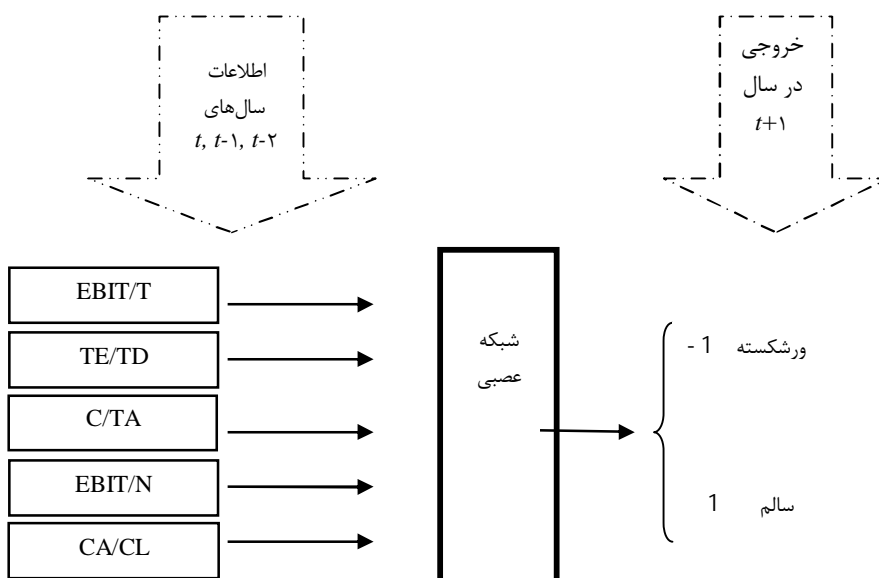 اطلاعات
سال‌های
t, t-۱, t-۲
خروجی
در سال
t+۱
EBIT/T
TE/TD
C/TA
EBIT/N
CA/CL
شبکه
عصبی
ورشکسته - 1
سالم 1